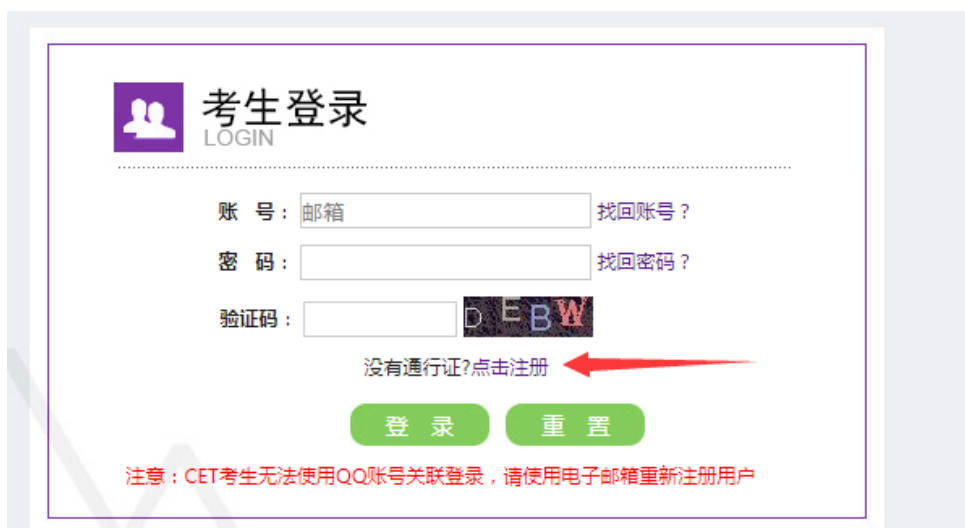 考生登录
LOGIN
账 号： 邮箱 找回账号？
密 码： 找回密码？
验证码： D E B W
没有通行证?点击注册
登 录 重 置
注意：CET考生无法使用QQ账号关联登录，请使用电子邮箱重新注册用户